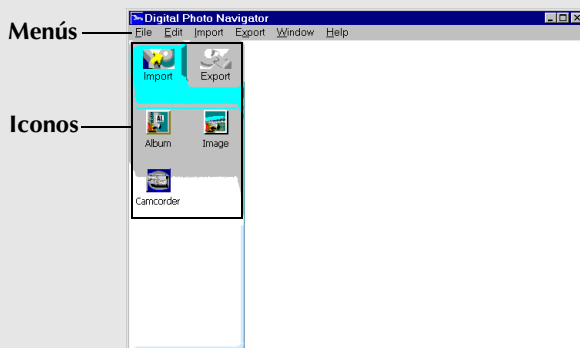 Digital Photo Navigator
Menús
File Edit Import Export Window Help
Import Export
Iconos
Album Image
Camcorder